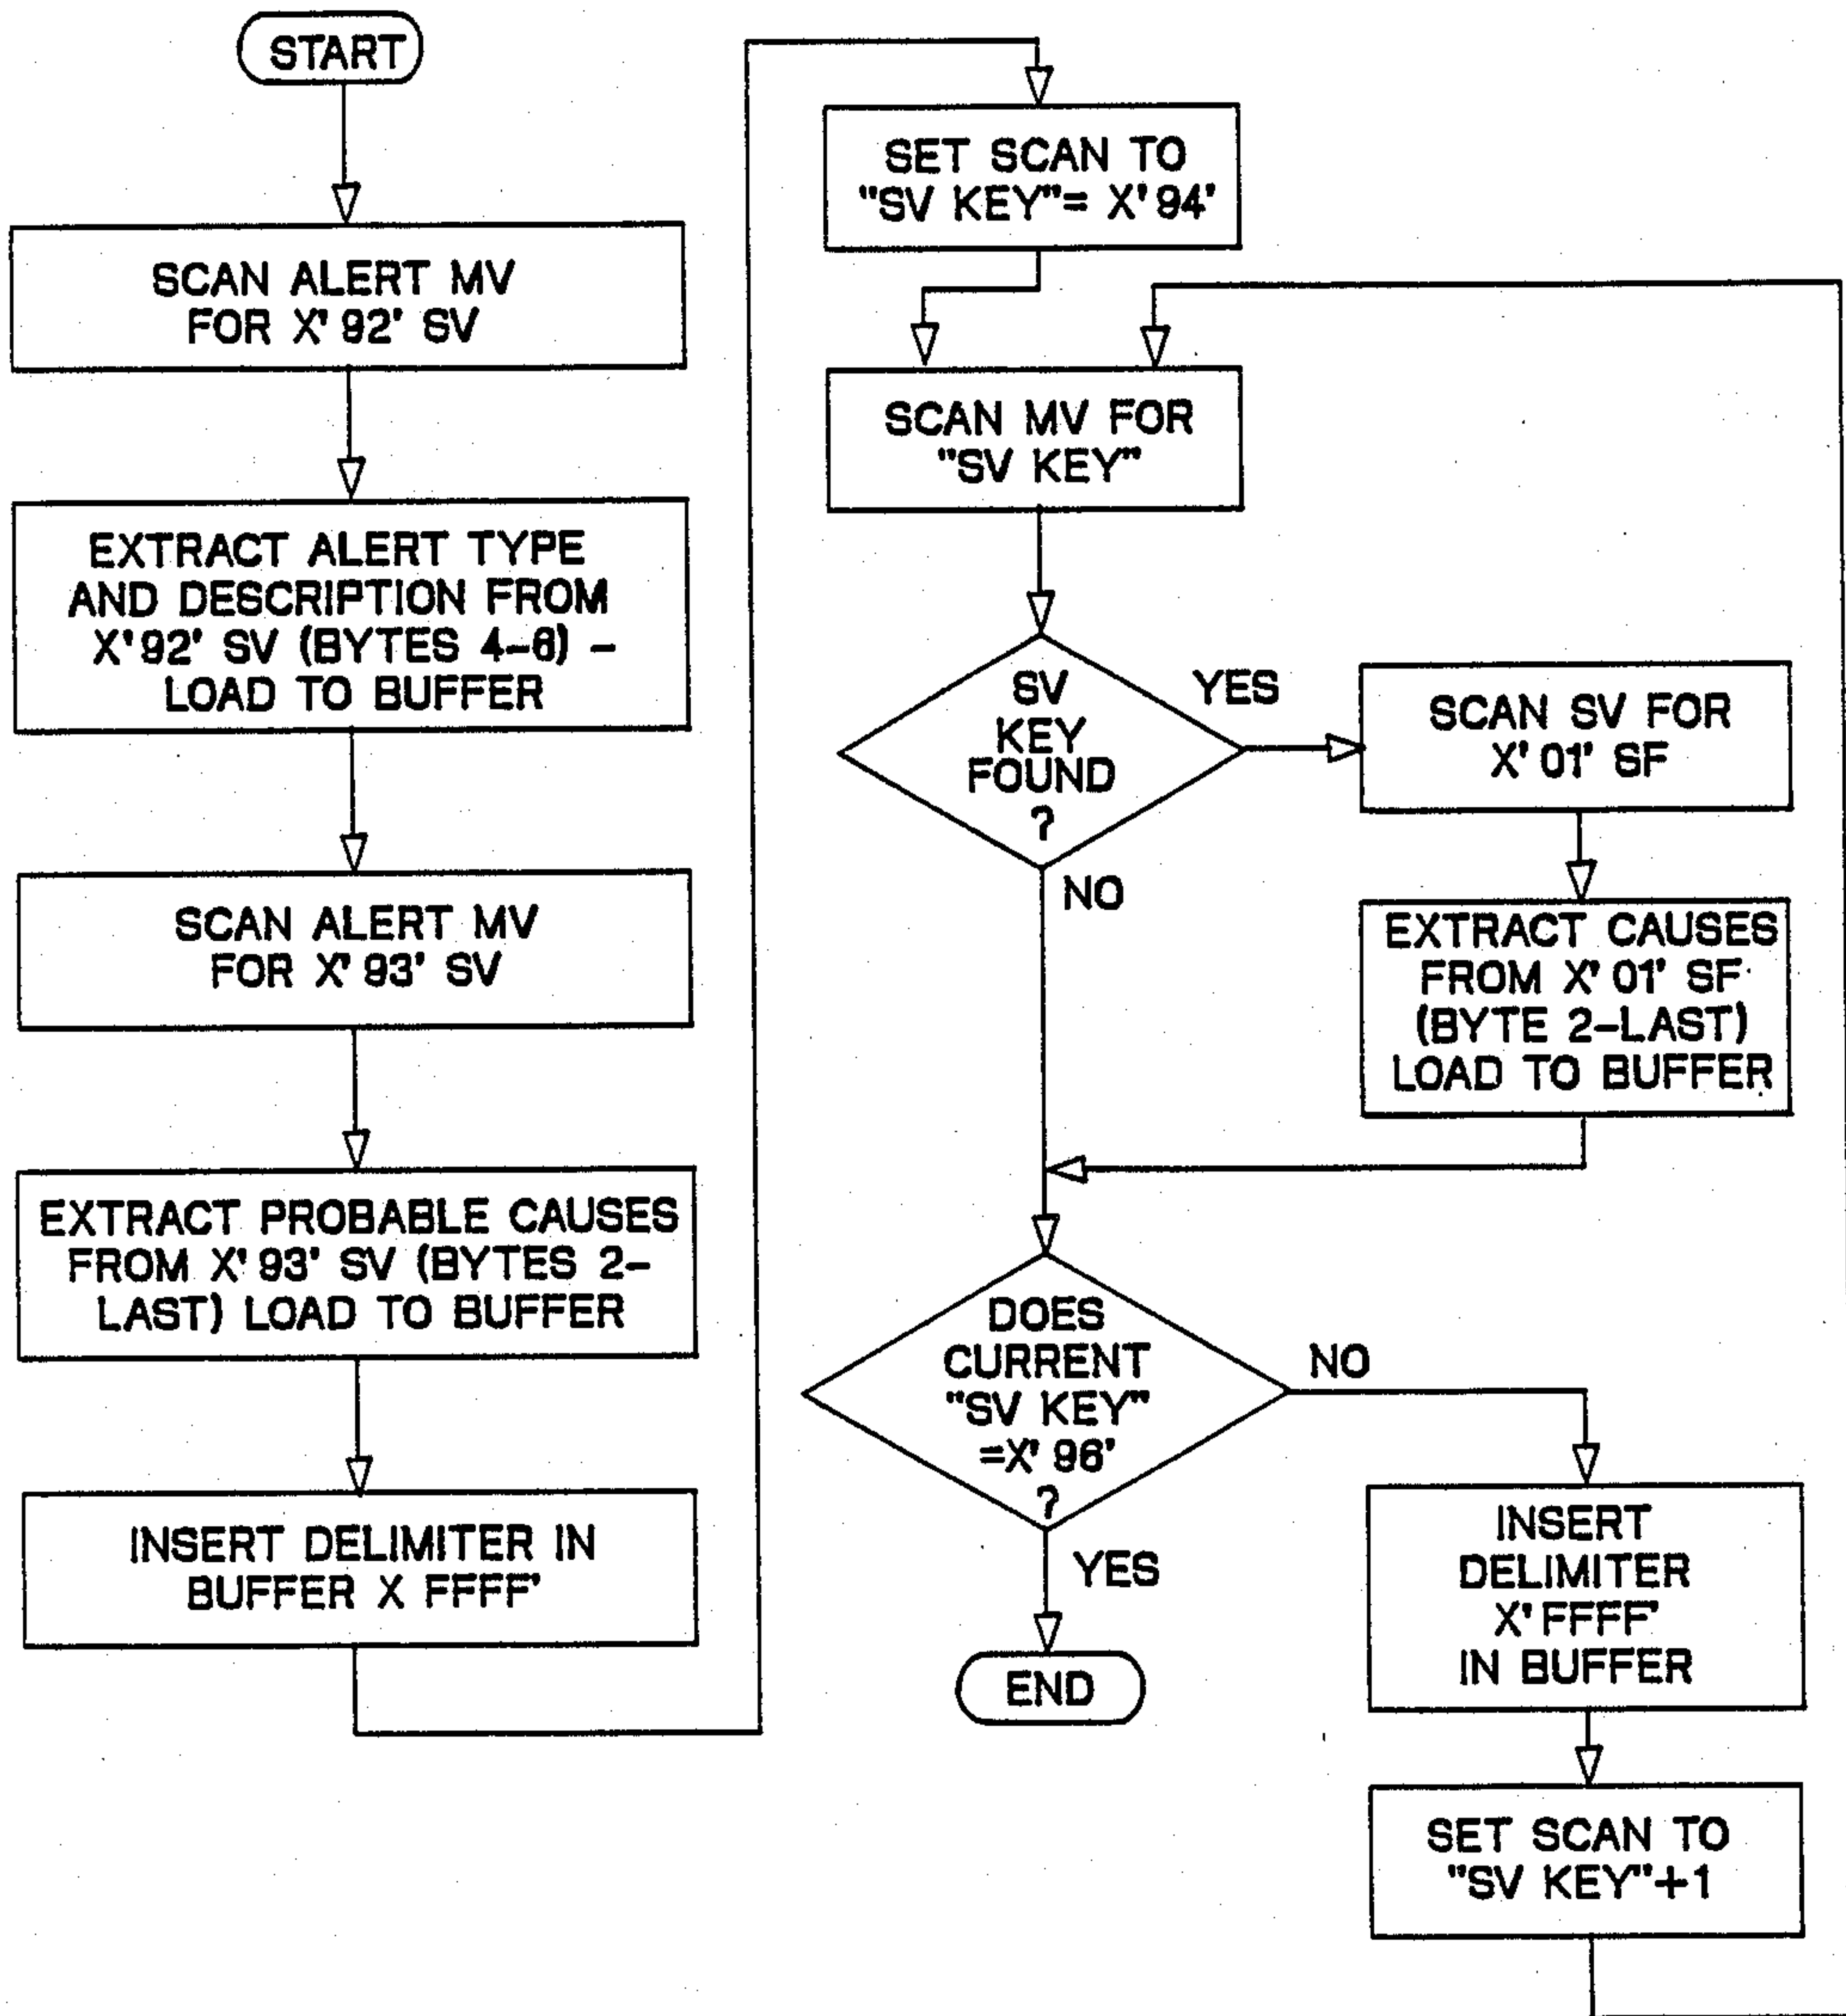 START
SCAN ALERT MV
FOR X'92' SV
EXTRACT ALERT TYPE
AND DESCRIPTION FROM
X'92' SV (BYTES 4-6) -
LOAD TO BUFFER
SCAN ALERT MV
FOR X'93' SV
EXTRACT PROBABLE CAUSES
FROM X'93' SV (BYTES 2-
LAST) LOAD TO BUFFER
INSERT DELIMITER IN
BUFFER X FFFF'
SET SCAN TO
"SV KEY"= X'94'
SCAN MV FOR
"SV KEY"
SV
KEY
FOUND
?
YES
NO
SCAN SV FOR
X'01' SF
EXTRACT CAUSES
FROM X'01' SF
(BYTE 2-LAST)
LOAD TO BUFFER
DOES
CURRENT
"SV KEY"
=X'96'
?
NO
YES
END
INSERT
DELIMITER
X'FFFF'
IN BUFFER
SET SCAN TO
"SV KEY"+1